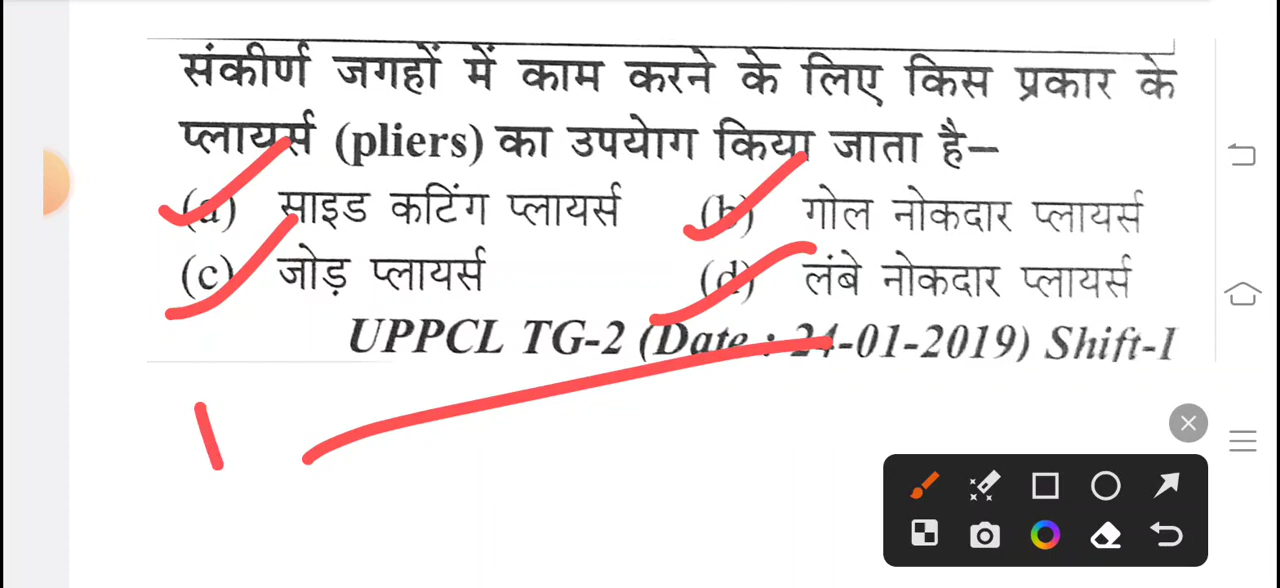 संकीर्ण जगहों में काम करने के लिए किस प्रकार के
प्लायर्स (pliers) का उपयोग किया जाता है–
(a) साइड कटिंग प्लायर्स (b) गोल नोकदार प्लायर्स
(c) जोड़ प्लायर्स (d) लंबे नोकदार प्लायर्स
UPPCL TG-2 (Date : 24-01-2019) Shift-I